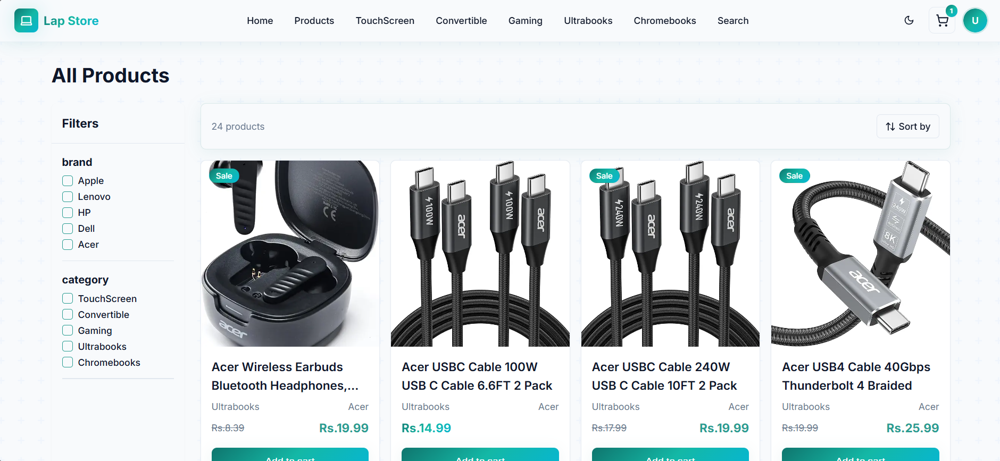 Lap Store
Home
Products
TouchScreen
Convertible
Gaming
Ultrabooks
Chromebooks
Search
1
U
All Products
Filters
brand
Apple
Lenovo
HP
Dell
Acer
category
TouchScreen
Convertible
Gaming
Ultrabooks
Chromebooks
24 products
Sort by
Sale
acer
Acer Wireless Earbuds
Bluetooth Headphones,...
Ultrabooks
Acer
Rs.8.39
Rs.19.99
Add to cart
100W
acer
100W
acer
Acer USBC Cable 100W
USB C Cable 6.6FT 2 Pack
Ultrabooks
Acer
Rs.14.99
Add to cart
Sale
240W
acer
240W
acer
Acer USBC Cable 240W
USB C Cable 10FT 2 Pack
Ultrabooks
Acer
Rs.17.99
Rs.19.99
Add to cart
Sale
240W
40Gbps
8K
Ultra HD
acer
Acer USB4 Cable 40Gbps
Thunderbolt 4 Braided
Ultrabooks
Acer
Rs.19.99
Rs.25.99
Add to cart